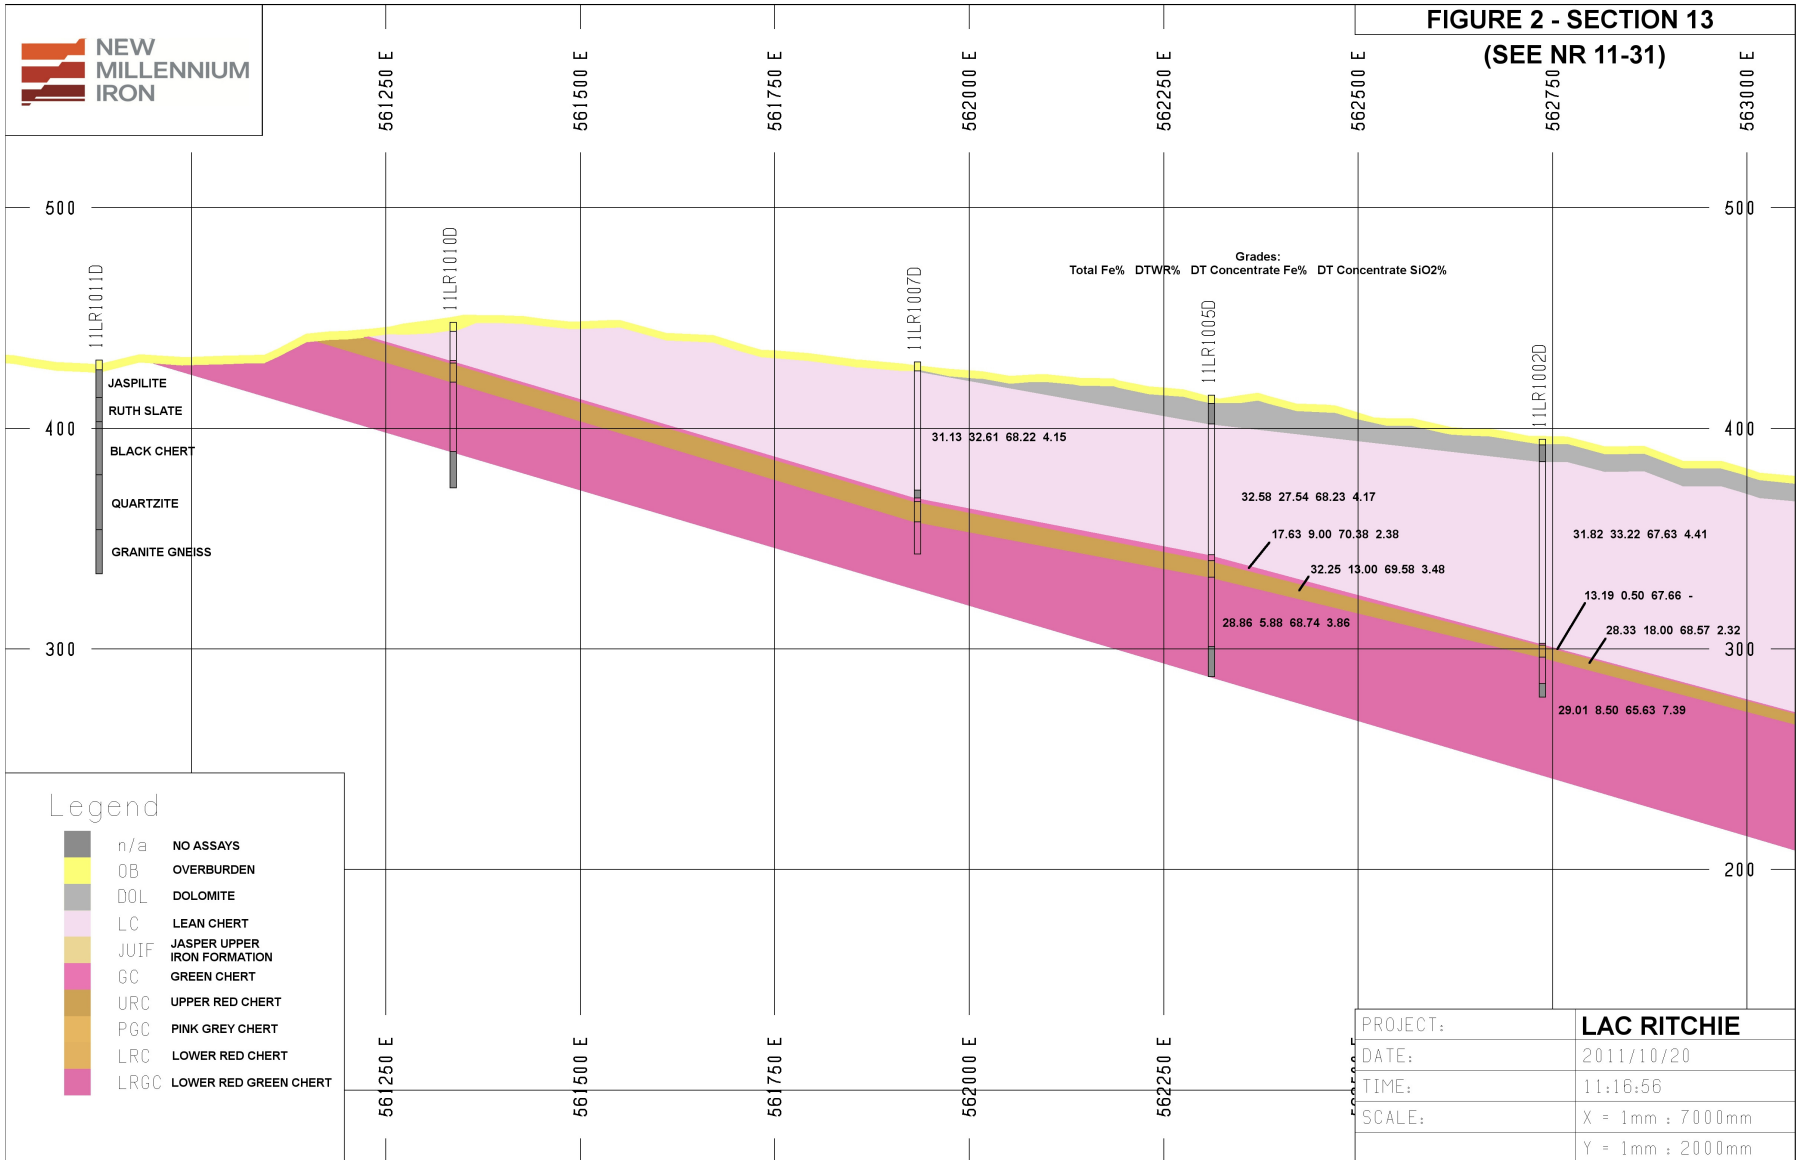 NEW
MILLENNIUM
IRON
FIGURE 2 - SECTION 13
(SEE NR 11-31)
561250 E
561500 E
561750 E
562000 E
562250 E
562500 E
562750
563000 E
500
500
11LR1011D
11LR1010D
11LR1007D
11LR1005D
11LR1002D
Grades:
Total Fe% DTWR% DT Concentrate Fe% DT Concentrate SiO2%
JASPILITE
RUTH SLATE
400
400
BLACK CHERT
31.13 32.61 68.22 4.15
QUARTZITE
32.58 27.54 68.23 4.17
GRANITE GNEISS
17.63 9.00 70.38 2.38
31.82 33.22 67.63 4.41
32.25 13.00 69.58 3.48
13.19 0.50 67.66 -
28.86 5.88 68.74 3.86
28.33 18.00 68.57 2.32
300
300
29.01 8.50 65.63 7.39
200
Legend
n/a NO ASSAYS
OB OVERBURDEN
DOL DOLOMITE
LC LEAN CHERT
JUIF JASPER UPPER
IRON FORMATION
GC GREEN CHERT
URC UPPER RED CHERT
PGC PINK GREY CHERT
LRC LOWER RED CHERT
LRGC LOWER RED GREEN CHERT
561250 E
561500 E
561750 E
562000 E
562250 E
PROJECT: LAC RITCHIE
DATE: 2011/10/20
TIME: 11:16:56
SCALE: X = 1mm : 7000mm
Y = 1mm : 2000mm